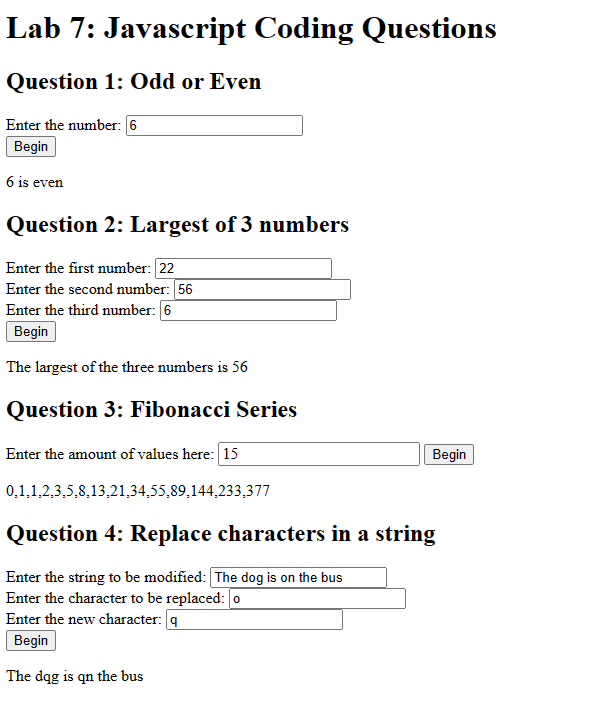 Lab 7: Javascript Coding Questions
Question 1: Odd or Even
Enter the number: 6
Begin
6 is even
Question 2: Largest of 3 numbers
Enter the first number: 22
Enter the second number: 56
Enter the third number: 6
Begin
The largest of the three numbers is 56
Question 3: Fibonacci Series
Enter the amount of values here: 15 Begin
0,1,1,2,3,5,8,13,21,34,55,89,144,233,377
Question 4: Replace characters in a string
Enter the string to be modified: The dog is on the bus
Enter the character to be replaced: o
Enter the new character: q
Begin
The dqg is qn the bus